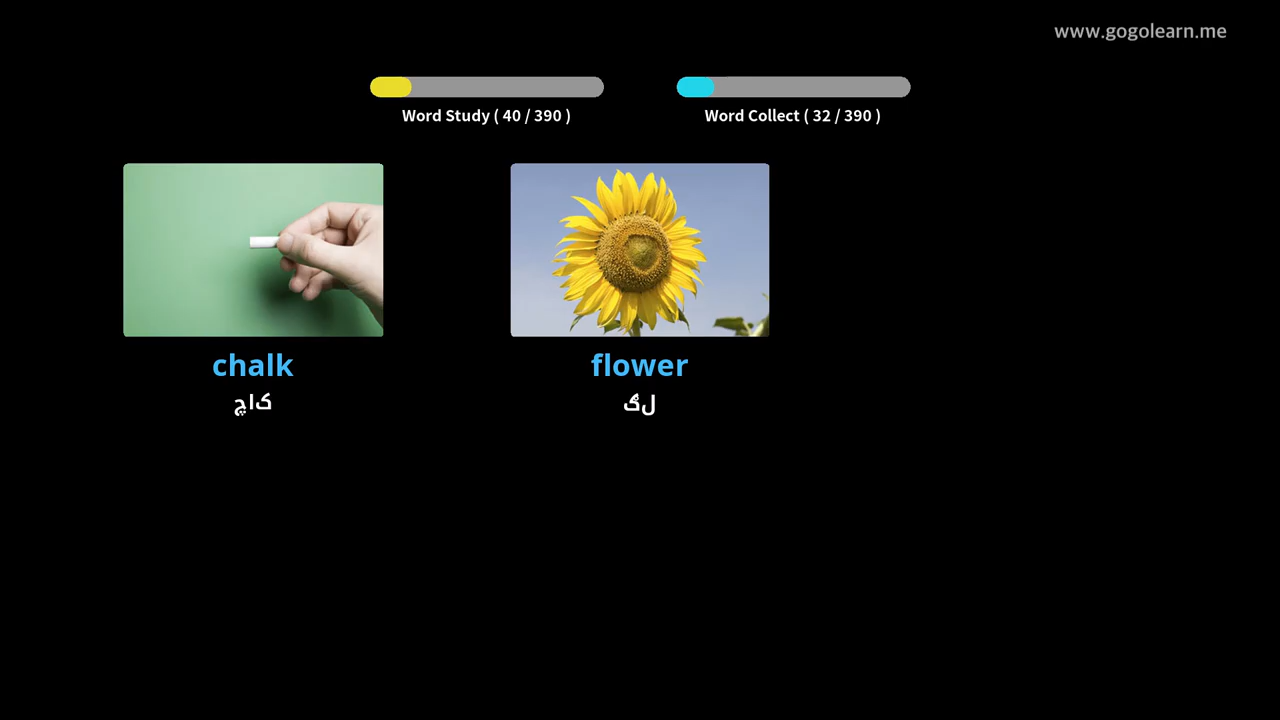 www.gogolearn.me
Word Study ( 40 / 390 )
Word Collect ( 32 / 390 )
chalk
کاچ
flower
لگ